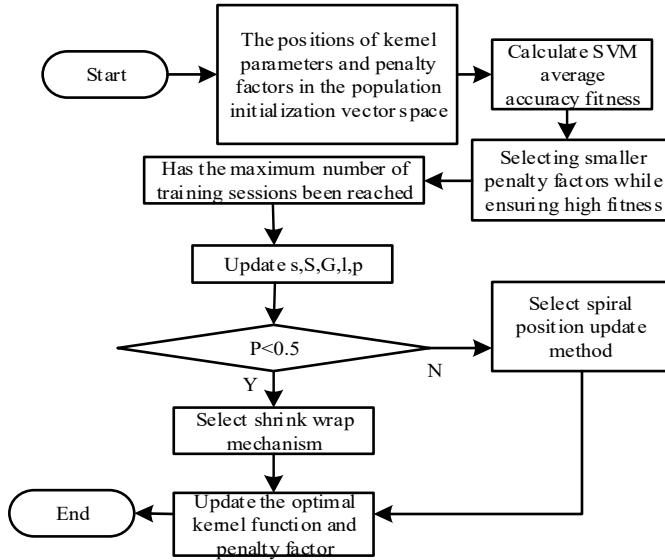 Start
The positions of kernel
parameters and penalty
factors in the population
initialization vector space
Calculate SVM
average
accuracy fitness
Selecting smaller
penalty factors while
ensuring high fitness
Has the maximum number of
training sessions been reached
Update s,S,G,l,p
P<0.5
N
Y
Select spiral
position update
method
Select shrink wrap
mechanism
Update the optimal
kernel function and
penalty factor
End